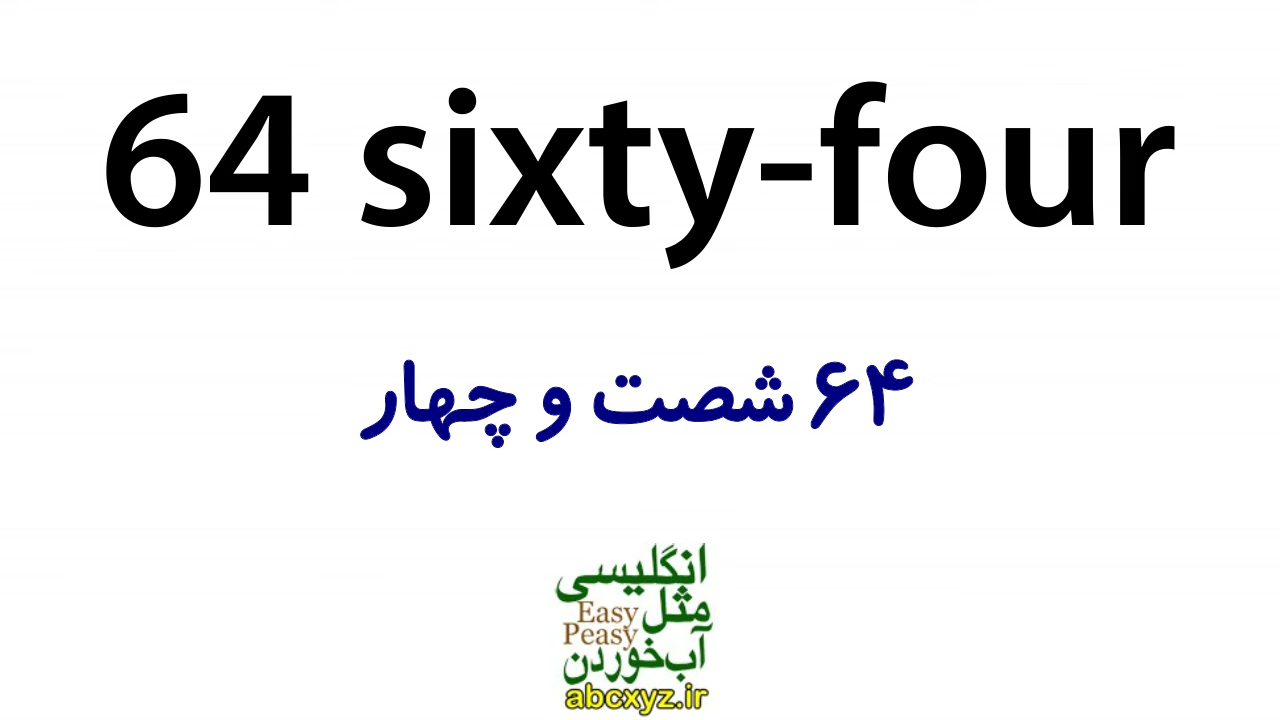 64 sixty-four
۶۴ شصت و چهار
انگلیسی
مثل Easy
Peasy
آب‌خوردن
abcxyz.ir